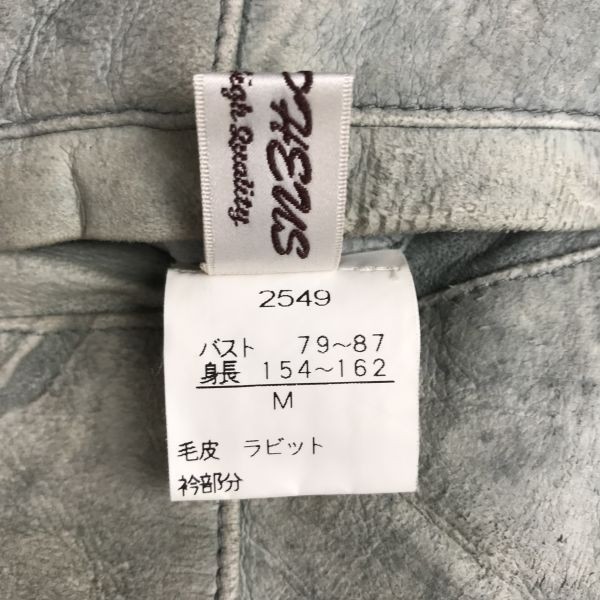 High Quality
2549
バスト 79～87
身長 154～162
M
毛皮 ラビット
衿部分